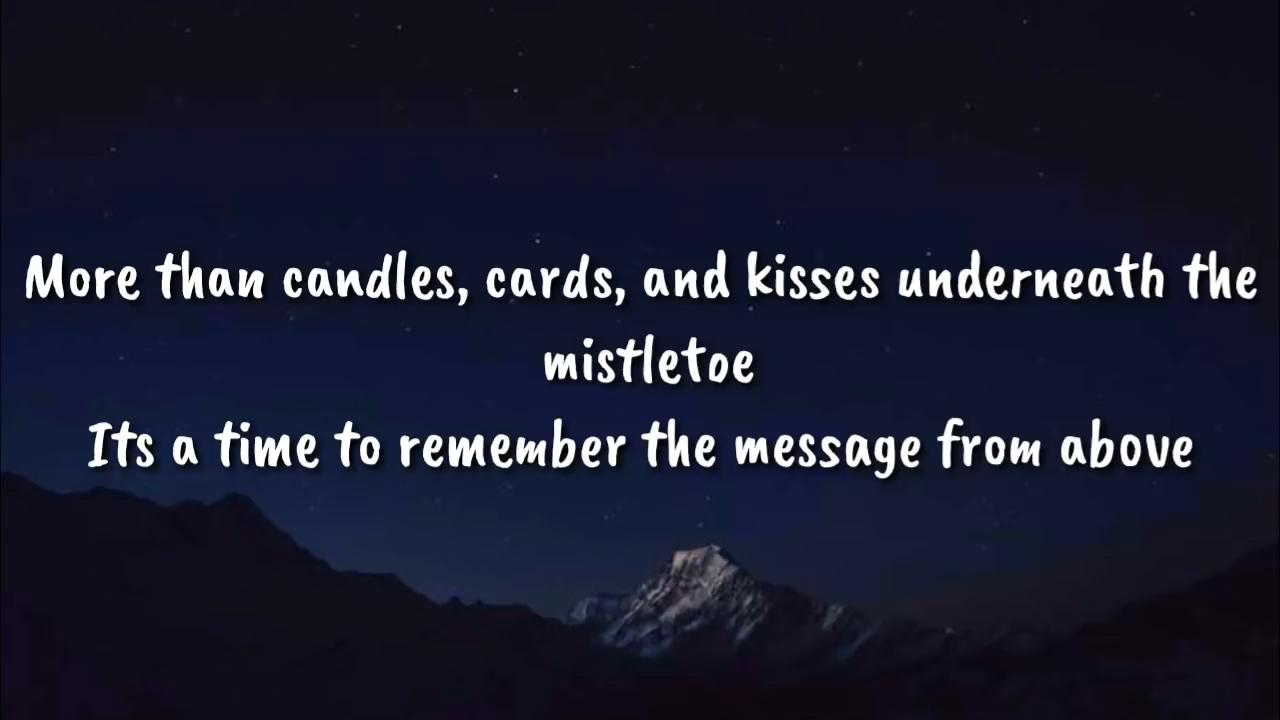 More than candles, cards, and kisses underneath the
mistletoe
Its a time to remember the message from above